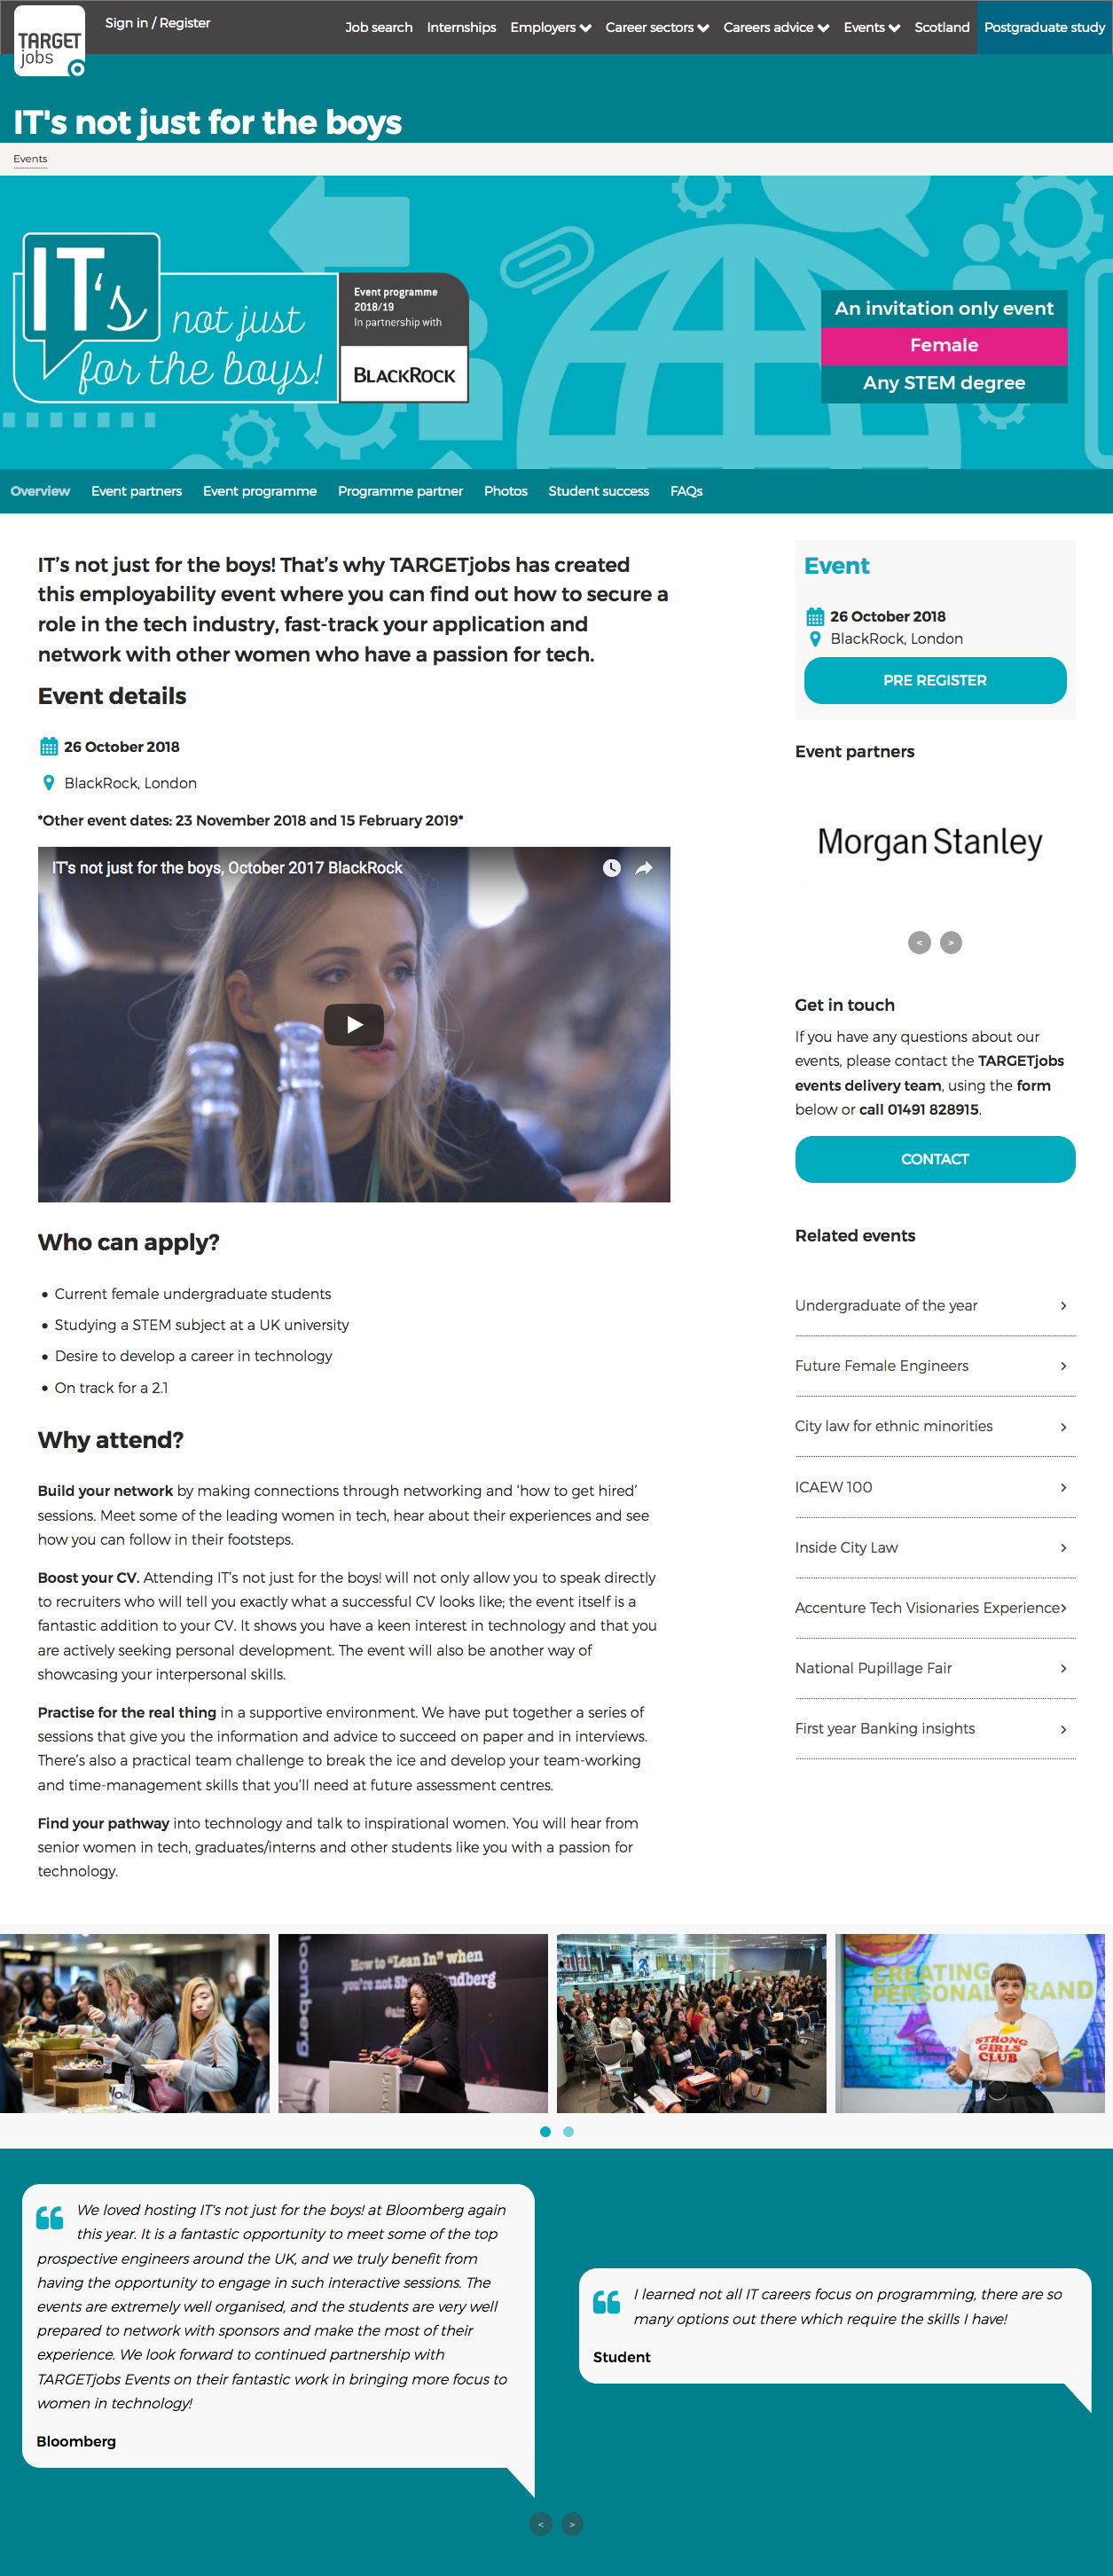 TARGET
jobs
Sign in / Register
Job search Internships Employers Career sectors Careers advice Events Scotland Postgraduate study
IT's not just for the boys
Events
IT's not just
for the boys!
Event programme
2018/19
In partnership with
BLACKROCK
An invitation only event
Female
Any STEM degree
Overview Event partners Event programme Programme partner Photos Student success FAQs
IT's not just for the boys! That's why TARGETjobs has created
this employability event where you can find out how to secure a
role in the tech industry, fast-track your application and
network with other women who have a passion for tech.
Event details
26 October 2018
BlackRock, London
*Other event dates: 23 November 2018 and 15 February 2019*
IT's not just for the boys, October 2017 BlackRock
Who can apply?
• Current female undergraduate students
• Studying a STEM subject at a UK university
• Desire to develop a career in technology
• On track for a 2.1
Why attend?
Build your network by making connections through networking and 'how to get hired'
sessions. Meet some of the leading women in tech, hear about their experiences and see
how you can follow in their footsteps.
Boost your CV. Attending IT's not just for the boys! will not only allow you to speak directly
to recruiters who will tell you exactly what a successful CV looks like; the event itself is a
fantastic addition to your CV. It shows you have a keen interest in technology and that you
are actively seeking personal development. The event will also be another way of
showcasing your interpersonal skills.
Practise for the real thing in a supportive environment. We have put together a series of
sessions that give you the information and advice to succeed on paper and in interviews.
There's also a practical team challenge to break the ice and develop your team-working
and time-management skills that you'll need at future assessment centres.
Find your pathway into technology and talk to inspirational women. You will hear from
senior women in tech, graduates/interns and other students like you with a passion for
technology.
Event
26 October 2018
BlackRock, London
PRE REGISTER
Event partners
Morgan Stanley
< >
Get in touch
If you have any questions about our
events, please contact the TARGETjobs
events delivery team, using the form
below or call 01491 828915.
CONTACT
Related events
Undergraduate of the year
Future Female Engineers
City law for ethnic minorities
ICAEW 100
Inside City Law
Accenture Tech Visionaries Experience
National Pupillage Fair
First year Banking insights
How to "Lean In" when
you're not
CREATING
PERSONAL
STRONG
GIRLS
CLUB
We loved hosting IT's not just for the boys! at Bloomberg again
this year. It is a fantastic opportunity to meet some of the top
prospective engineers around the UK, and we truly benefit from
having the opportunity to engage in such interactive sessions. The
events are extremely well organised, and the students are very well
prepared to network with sponsors and make the most of their
experience. We look forward to continued partnership with
TARGETjobs Events on their fantastic work in bringing more focus to
women in technology!
Bloomberg
I learned not all IT careers focus on programming, there are so
many options out there which require the skills I have!
Student
< >